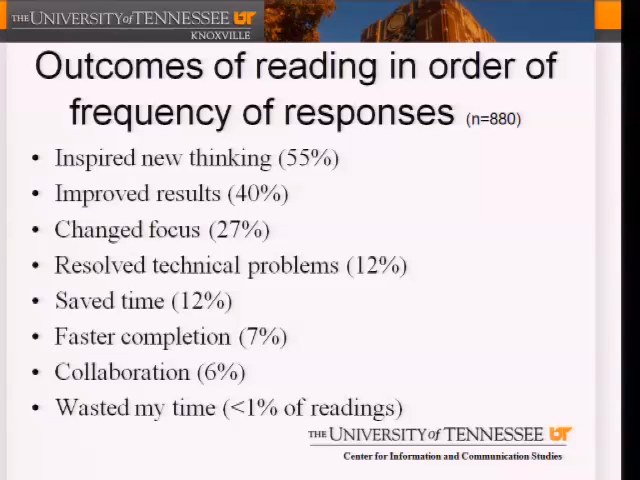 THE UNIVERSITY of TENNESSEE UT
KNOXVILLE
Outcomes of reading in order of
frequency of responses (n=880)
• Inspired new thinking (55%)
• Improved results (40%)
• Changed focus (27%)
• Resolved technical problems (12%)
• Saved time (12%)
• Faster completion (7%)
• Collaboration (6%)
• Wasted my time (<1% of readings)
THE UNIVERSITY of TENNESSEE UT
Center for Information and Communication Studies